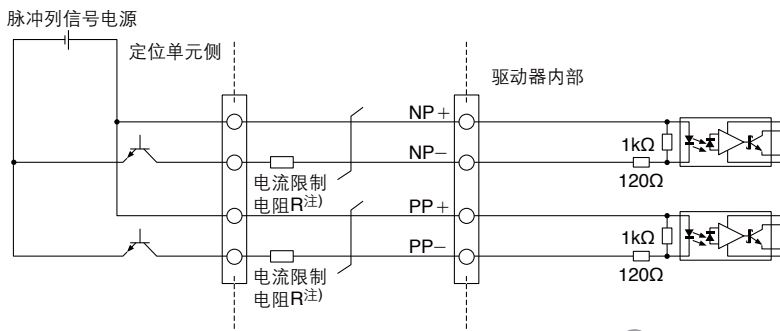 脉冲列信号电源
定位单元侧
驱动器内部
NP+
NP−
1kΩ
120Ω
电流限制
电阻R注)
PP+
PP−
1kΩ
120Ω
电流限制
电阻R注)